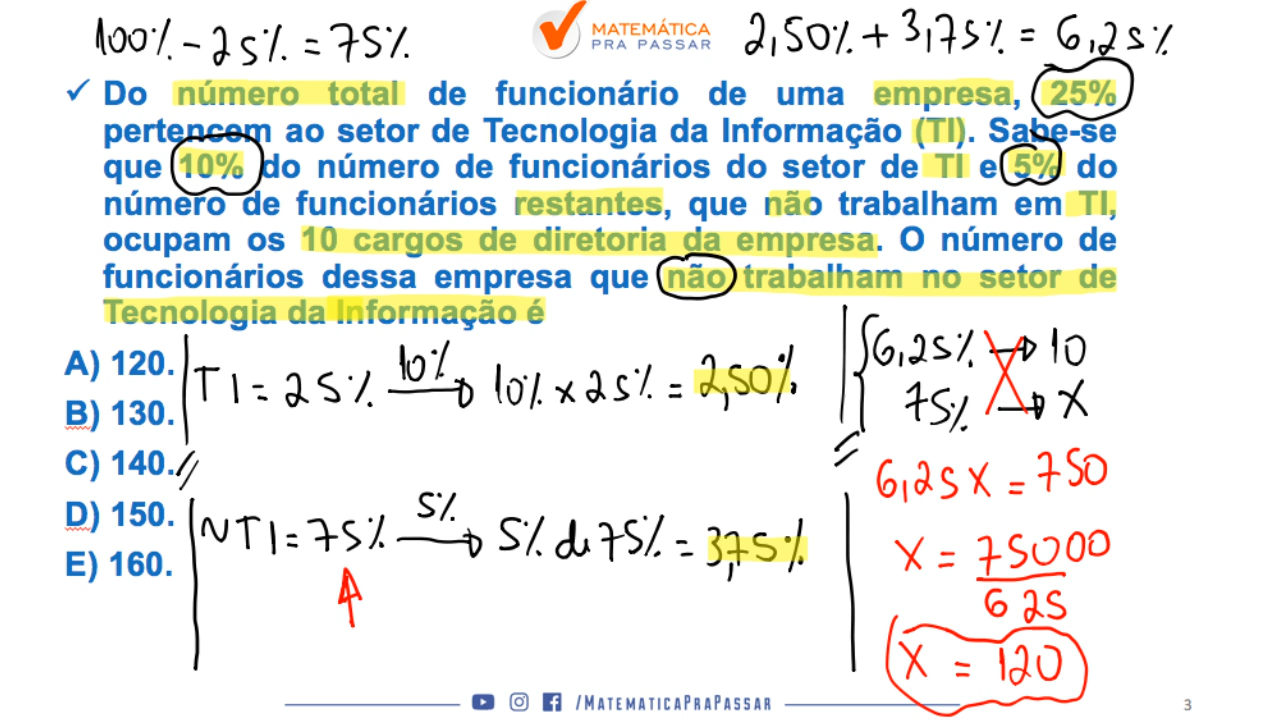 100% - 25% = 75%
MATEMÁTICA
PRA PASSAR
2,50% + 3,75% = 6,25%
✓ Do número total de funcionário de uma empresa, 25%
pertencem ao setor de Tecnologia da Informação (TI). Sabe-se
que 10% do número de funcionários do setor de TI e 5% do
número de funcionários restantes, que não trabalham em TI,
ocupam os 10 cargos de diretoria da empresa. O número de
funcionários dessa empresa que não trabalham no setor de
Tecnologia da Informação é
A) 120.
B) 130.
C) 140.
D) 150.
E) 160.
TI = 25% 10% → 10% x 25% = 2,50%
NTI = 75% 5% → 5% de 75% = 3,75%
6,25% → 10
75% → X
6,25X = 750
X = 75000
625
X = 120
/MATEMATICAPRAPASSAR
3